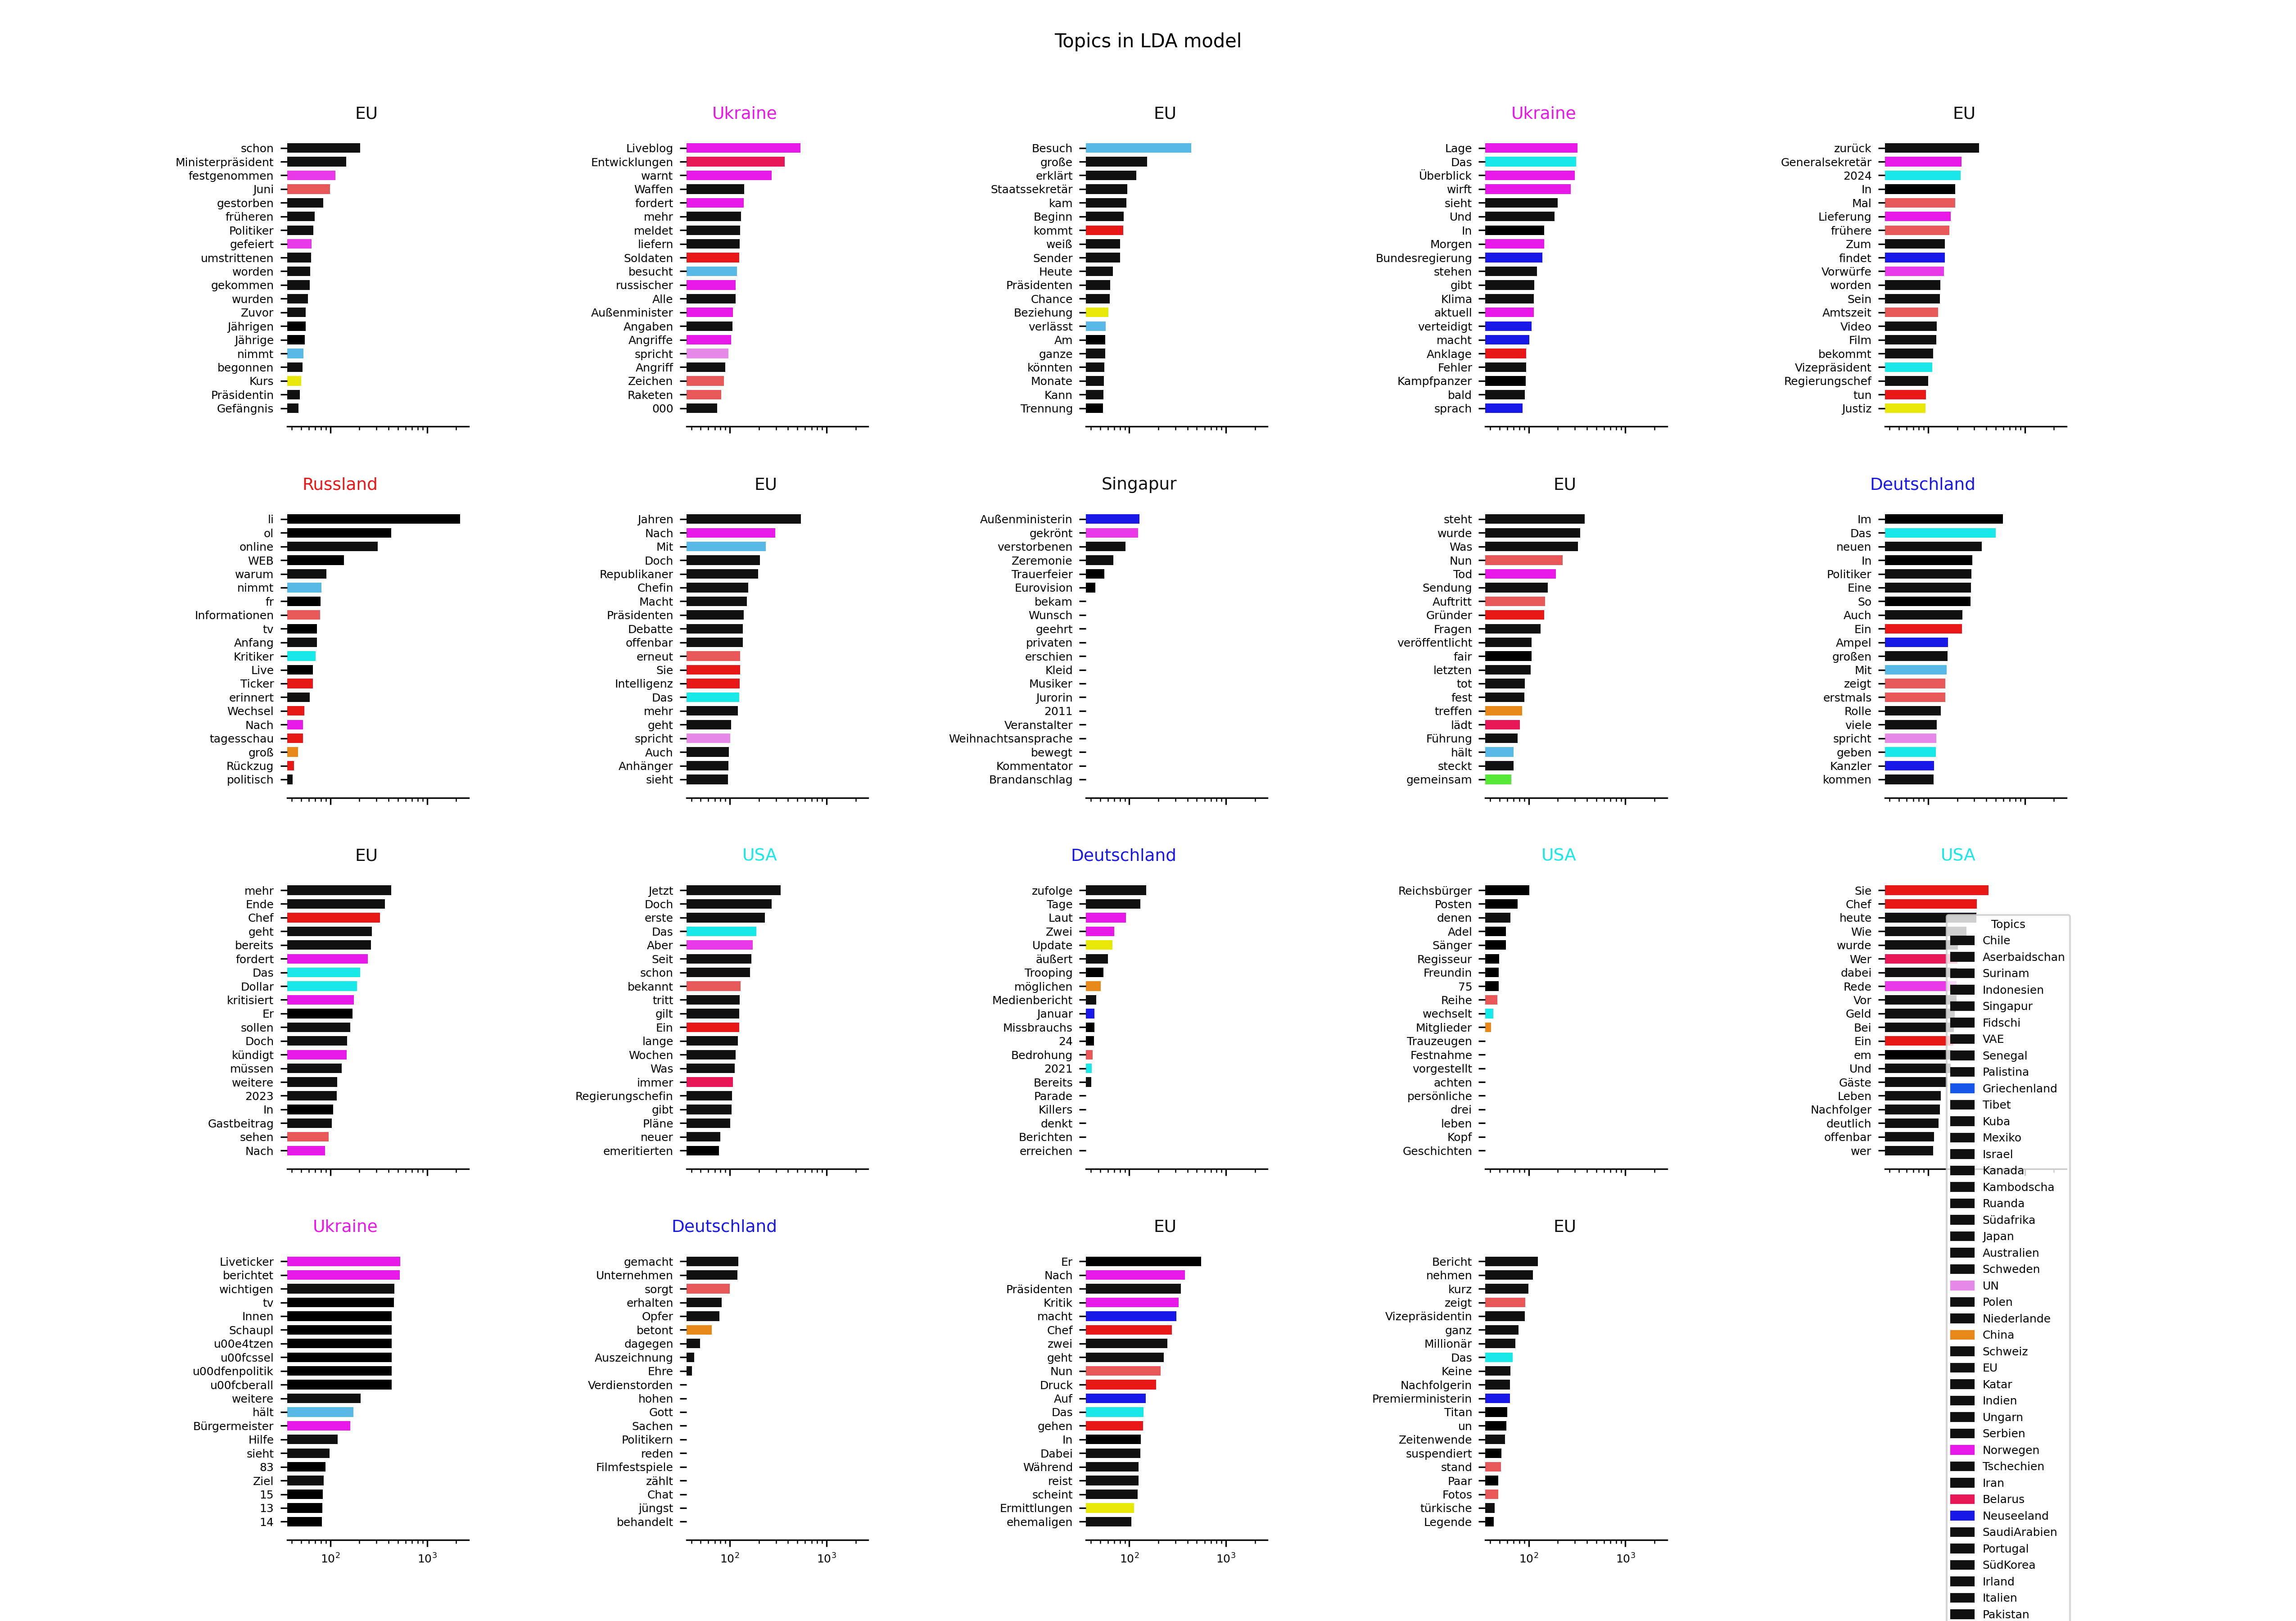 Topics in LDA model
EU
schon
Ministerpräsident
festgenommen
Juni
gestorben
früheren
Politiker
gefeiert
umstrittenen
worden
gekommen
wurden
Zuvor
Jährigen
Jährige
nimmt
begonnen
Kurs
Präsidentin
Gefängnis
Ukraine
Liveblog
Entwicklungen
warnt
Waffen
fordert
mehr
meldet
liefern
Soldaten
besucht
russischer
Alle
Außenminister
Angaben
Angriffe
spricht
Angriff
Zeichen
Raketen
000
EU
Besuch
große
erklärt
Staatssekretär
kam
Beginn
kommt
weiß
Sender
Heute
Präsidenten
Chance
Beziehung
verlässt
Am
ganze
könnten
Monate
Kann
Trennung
Ukraine
Lage
Das
Überblick
wirft
sieht
Und
In
Morgen
Bundesregierung
stehen
gibt
Klima
aktuell
verteidigt
macht
Anklage
Fehler
Kampfpanzer
bald
sprach
EU
zurück
Generalsekretär
2024
In
Mal
Lieferung
frühere
Zum
findet
Vorwürfe
worden
Sein
Amtszeit
Video
Film
bekommt
Vizepräsident
Regierungschef
tun
Justiz
Russland
li
ol
online
WEB
warum
nimmt
fr
Informationen
tv
Anfang
Kritiker
Live
Ticker
erinnert
Wechsel
Nach
tagesschau
groß
Rückzug
politisch
EU
Jahren
Nach
Mit
Doch
Republikaner
Chefin
Macht
Präsidenten
Debatte
offenbar
erneut
Sie
Intelligenz
Das
mehr
geht
spricht
Auch
Anhänger
sieht
Singapur
Außenministerin
gekrönt
verstorbenen
Zeremonie
Trauerfeier
Eurovision
bekam
Wunsch
geehrt
privaten
erschien
Kleid
Musiker
Jurorin
2011
Veranstalter
Weihnachtsansprache
bewegt
Kommentator
Brandanschlag
EU
steht
wurde
Was
Nun
Tod
Sendung
Auftritt
Gründer
Fragen
veröffentlicht
fair
letzten
tot
fest
treffen
lädt
Führung
hält
steckt
gemeinsam
Deutschland
Im
Das
neuen
In
Politiker
Eine
So
Auch
Ein
Ampel
großen
Mit
zeigt
erstmals
Rolle
viele
spricht
geben
Kanzler
kommen
EU
mehr
Ende
Chef
geht
bereits
fordert
Das
Dollar
kritisiert
Er
sollen
Doch
kündigt
müssen
weitere
2023
In
Gastbeitrag
sehen
Nach
USA
Jetzt
Doch
erste
Das
Aber
Seit
schon
bekannt
tritt
gilt
Ein
lange
Wochen
Was
immer
Regierungschefin
gibt
Pläne
neuer
emeritierten
Deutschland
zufolge
Tage
Laut
Zwei
Update
äußert
Trooping
möglichen
Medienbericht
Januar
Missbrauchs
24
Bedrohung
2021
Bereits
Parade
Killers
denkt
Berichten
erreichen
USA
Reichsbürger
Posten
denen
Adel
Sänger
Regisseur
Freundin
75
Reihe
wechselt
Mitglieder
Trauzeugen
Festnahme
vorgestellt
achten
persönliche
drei
leben
Kopf
Geschichten
USA
Sie
Chef
heute
Wie
wurde
Wer
dabei
Rede
Vor
Geld
Bei
Ein
em
Und
Gäste
Leben
Nachfolger
deutlich
offenbar
wer
Topics
Chile
Aserbaidschan
Surinam
Indonesien
Singapur
Fidschi
VAE
Senegal
Palistina
Griechenland
Tibet
Kuba
Mexiko
Israel
Kanada
Kambodscha
Ruanda
Südafrika
Japan
Australien
Schweden
UN
Polen
Niederlande
China
Schweiz
EU
Katar
Indien
Ungarn
Serbien
Norwegen
Tschechien
Iran
Belarus
Neuseeland
SaudiArabien
Portugal
SüdKorea
Irland
Italien
Pakistan
Ukraine
Liveticker
berichtet
wichtigen
tv
Innen
Schaupl
u00e4tzen
u00fcssel
u00dfenpolitik
u00fcberall
weitere
hält
Bürgermeister
Hilfe
sieht
83
Ziel
15
13
14
10² 10³
Deutschland
gemacht
Unternehmen
sorgt
erhalten
Opfer
betont
dagegen
Auszeichnung
Ehre
Verdienstorden
hohen
Gott
Sachen
Politikern
reden
Filmfestspiele
zählt
Chat
jüngst
behandelt
10² 10³
EU
Er
Nach
Präsidenten
Kritik
macht
Chef
zwei
geht
Nun
Druck
Auf
Das
gehen
In
Dabei
Während
reist
scheint
Ermittlungen
ehemaligen
10² 10³
EU
Bericht
nehmen
kurz
zeigt
Vizepräsidentin
ganz
Millionär
Das
Keine
Nachfolgerin
Premierministerin
Titan
un
Zeitenwende
suspendiert
stand
Paar
Fotos
türkische
Legende
10² 10³